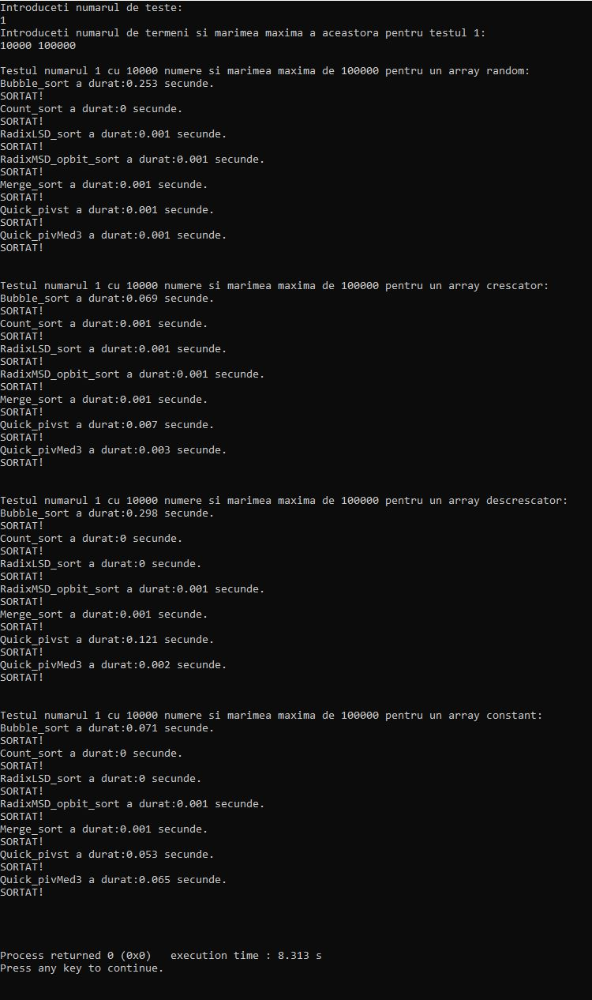 Introduceti numarul de teste:
1
Introduceti numarul de termeni si marimea maxima a aceastora pentru testul 1:
10000 100000
Testul numarul 1 cu 10000 numere si marimea maxima de 100000 pentru un array random:
Bubble_sort a durat:0.253 secunde.
SORTAT!
Count_sort a durat:0 secunde.
SORTAT!
RadixLSD_sort a durat:0.001 secunde.
SORTAT!
RadixMSD_opbit_sort a durat:0.001 secunde.
SORTAT!
Merge_sort a durat:0.001 secunde.
SORTAT!
Quick_pivst a durat:0.001 secunde.
SORTAT!
Quick_pivMed3 a durat:0.001 secunde.
SORTAT!
Testul numarul 1 cu 10000 numere si marimea maxima de 100000 pentru un array crescator:
Bubble_sort a durat:0.069 secunde.
SORTAT!
Count_sort a durat:0.001 secunde.
SORTAT!
RadixLSD_sort a durat:0.001 secunde.
SORTAT!
RadixMSD_opbit_sort a durat:0.001 secunde.
SORTAT!
Merge_sort a durat:0.001 secunde.
SORTAT!
Quick_pivst a durat:0.007 secunde.
SORTAT!
Quick_pivMed3 a durat:0.003 secunde.
SORTAT!
Testul numarul 1 cu 10000 numere si marimea maxima de 100000 pentru un array descrescator:
Bubble_sort a durat:0.298 secunde.
SORTAT!
Count_sort a durat:0 secunde.
SORTAT!
RadixLSD_sort a durat:0 secunde.
SORTAT!
RadixMSD_opbit_sort a durat:0.001 secunde.
SORTAT!
Merge_sort a durat:0.001 secunde.
SORTAT!
Quick_pivst a durat:0.121 secunde.
SORTAT!
Quick_pivMed3 a durat:0.002 secunde.
SORTAT!
Testul numarul 1 cu 10000 numere si marimea maxima de 100000 pentru un array constant:
Bubble_sort a durat:0.071 secunde.
SORTAT!
Count_sort a durat:0 secunde.
SORTAT!
RadixLSD_sort a durat:0 secunde.
SORTAT!
RadixMSD_opbit_sort a durat:0.001 secunde.
SORTAT!
Merge_sort a durat:0.001 secunde.
SORTAT!
Quick_pivst a durat:0.053 secunde.
SORTAT!
Quick_pivMed3 a durat:0.065 secunde.
SORTAT!
Process returned 0 (0x0)   execution time : 8.313 s
Press any key to continue.